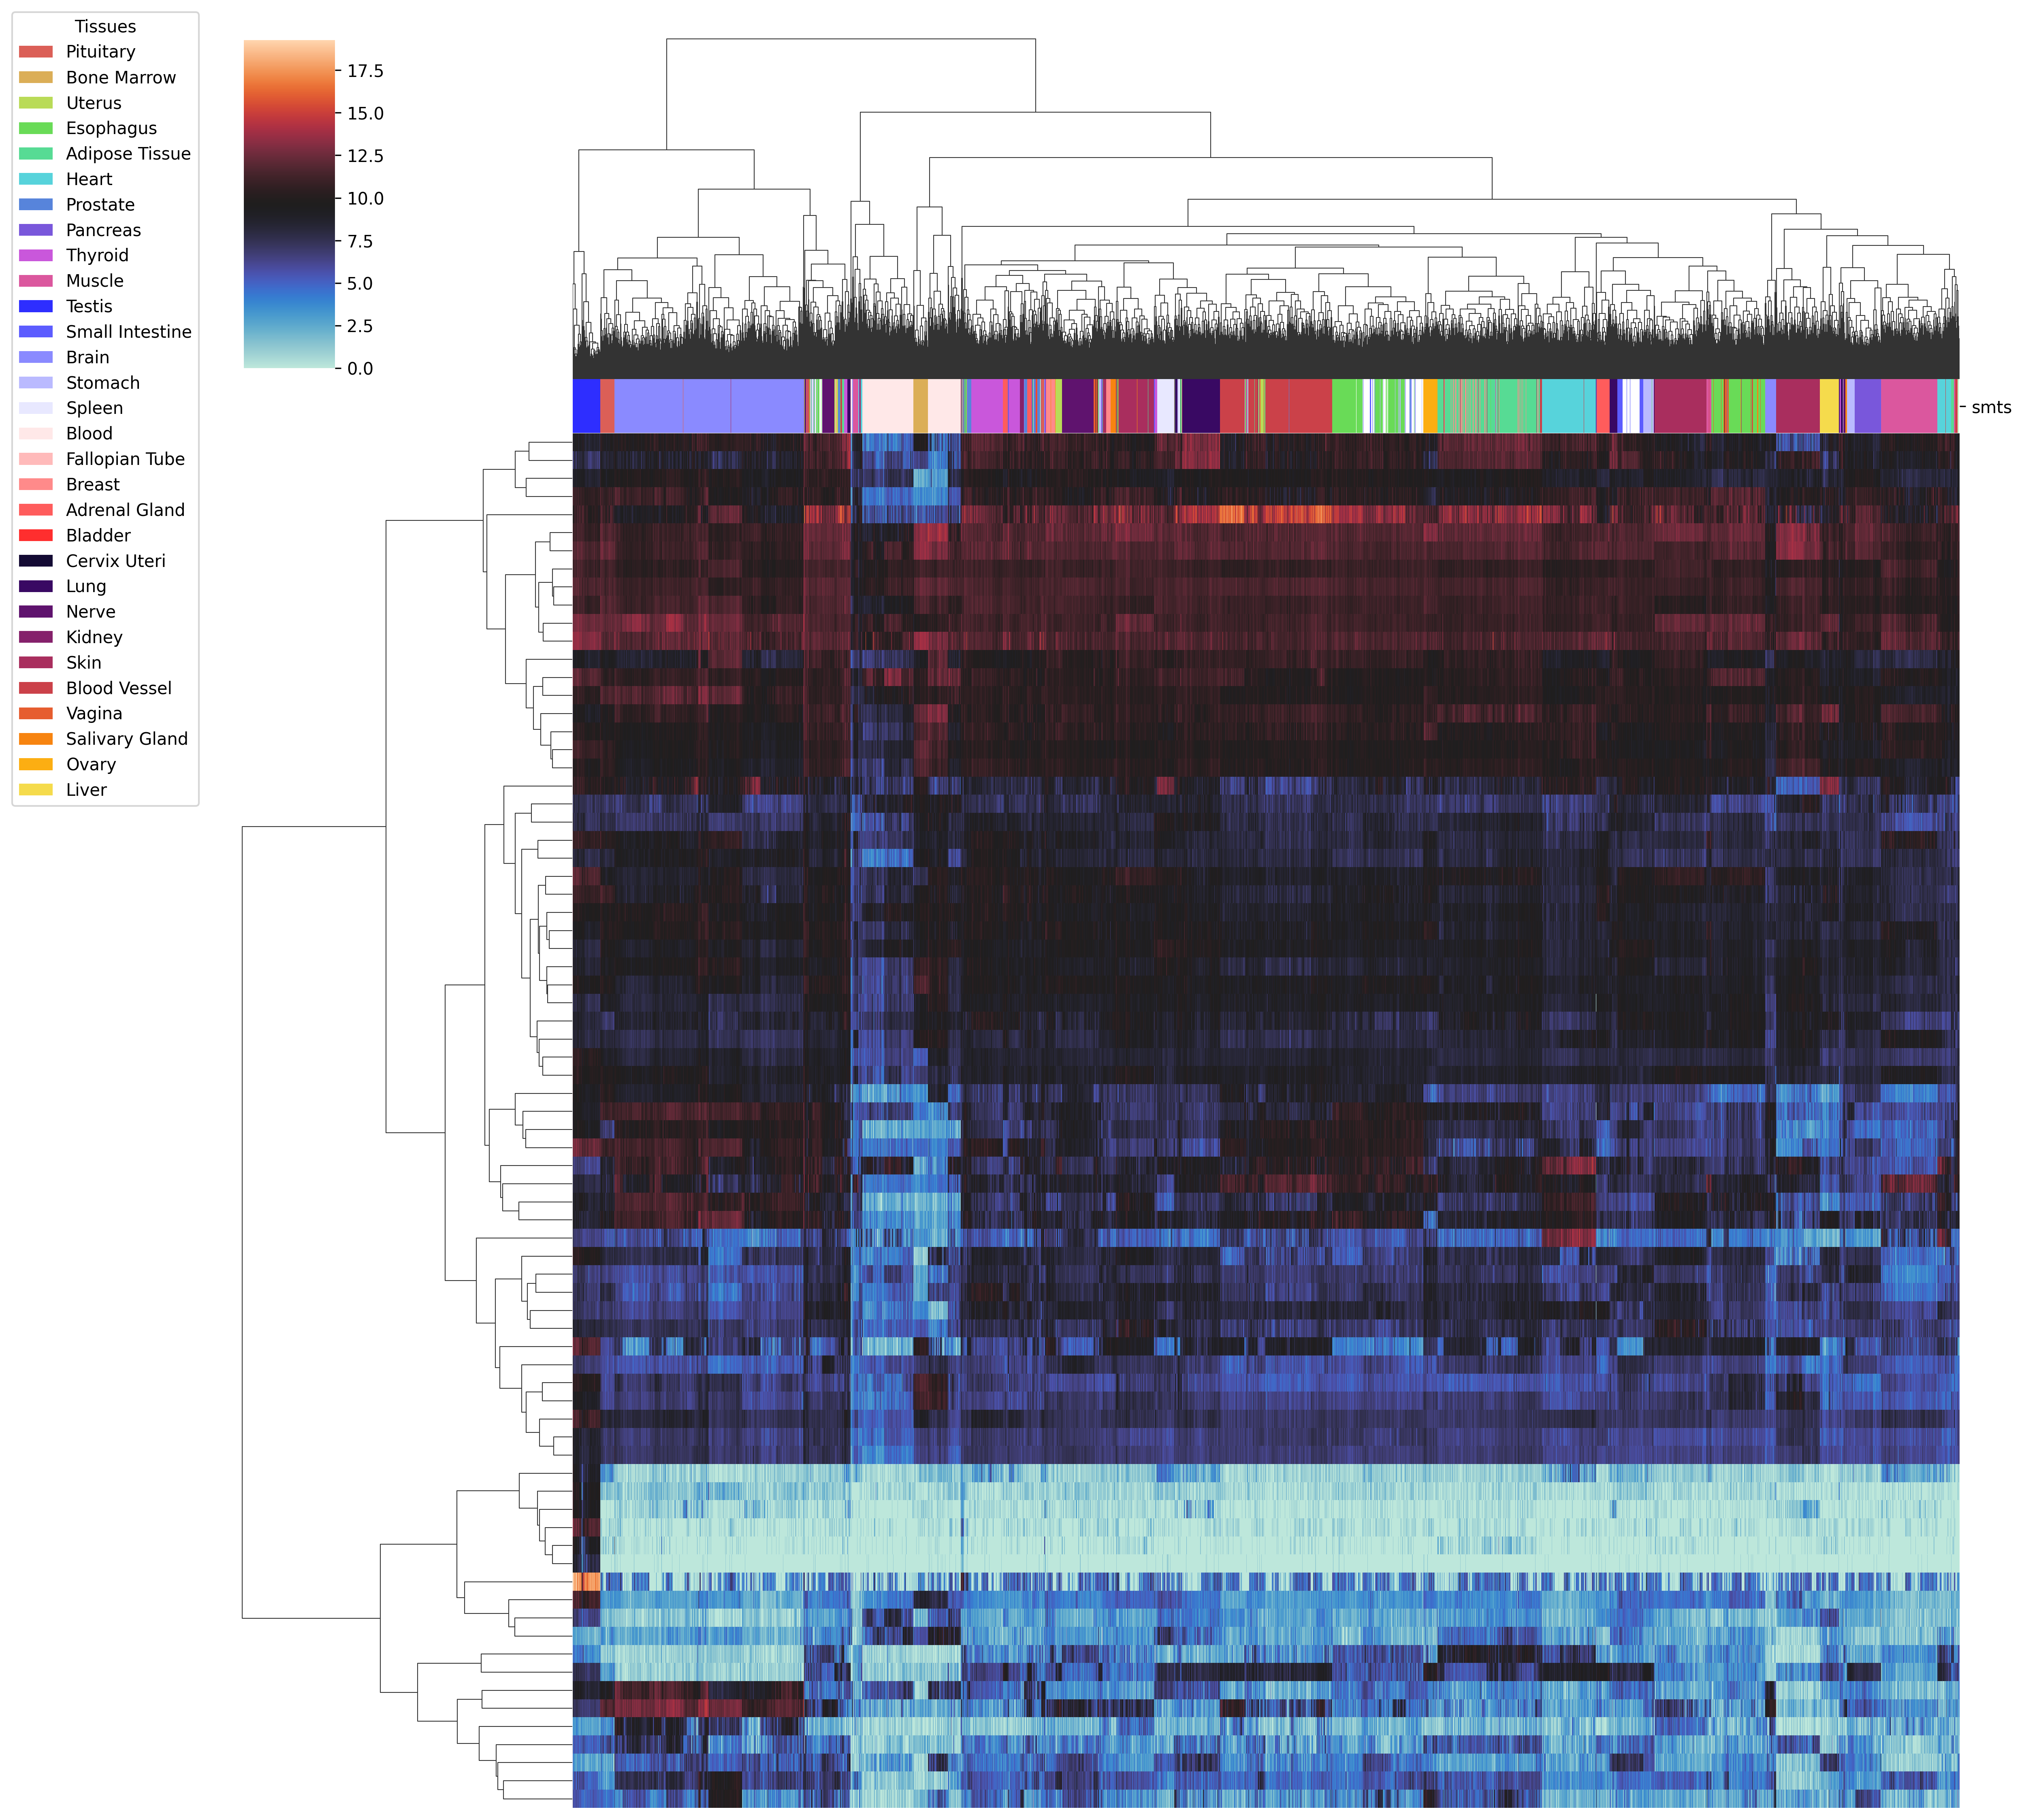 Tissues
Pituitary
Bone Marrow
Uterus
Esophagus
Adipose Tissue
Heart
Prostate
Pancreas
Thyroid
Muscle
Testis
Small Intestine
Brain
Stomach
Spleen
Blood
Fallopian Tube
Breast
Adrenal Gland
Bladder
Cervix Uteri
Lung
Nerve
Kidney
Skin
Blood Vessel
Vagina
Salivary Gland
Ovary
Liver
17.5
15.0
12.5
10.0
7.5
5.0
2.5
0.0
smts